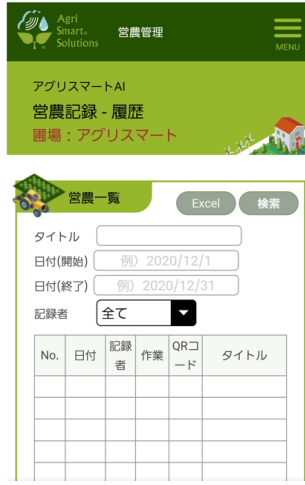 Agri
Smart®
Solutions
営農管理
MENU
アグリスマートAI
営農記録 - 履歴
圃場：アグリスマート
営農一覧
Excel
検索
タイトル
日付(開始) 例）2020/12/1
日付(終了) 例）2020/12/31
記録者 全て
No. 日付 記録者 作業 QRコード タイトル